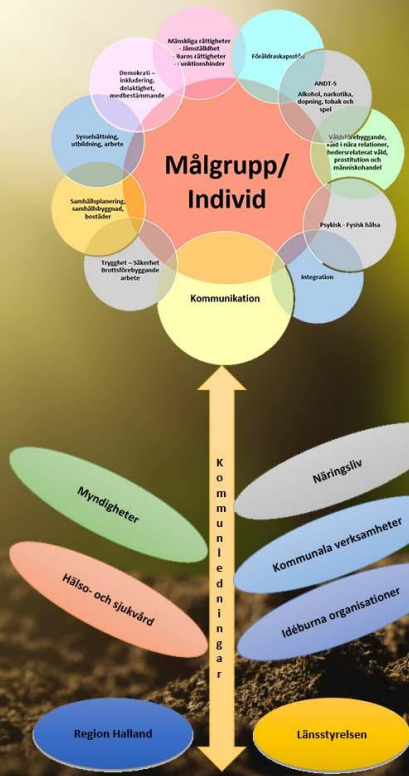 Mänskliga rättigheter
- Jämställdhet
- Barns rättigheter
- Funktionshinder
Föräldraskapsstöd
Demokrati –
inkludering,
delaktighet,
medbestämmande
ANDT-S
Alkohol, narkotika,
dopning, tobak och
spel
Sysselsättning,
utbildning, arbete
Målgrupp/
Individ
Våldsförebyggande,
våld i nära relationer,
hedersrelaterat våld,
prostitution och
människohandel
Samhällsplanering,
samhällsbyggnad,
bostäder
Psykisk - Fysisk hälsa
Trygghet – Säkerhet
Brottsförebyggande
arbete
Integration
Kommunikation
Kommunledningar
Myndigheter
Näringsliv
Kommunala verksamheter
Hälso- och sjukvård
Idéburna organisationer
Region Halland
Länsstyrelsen